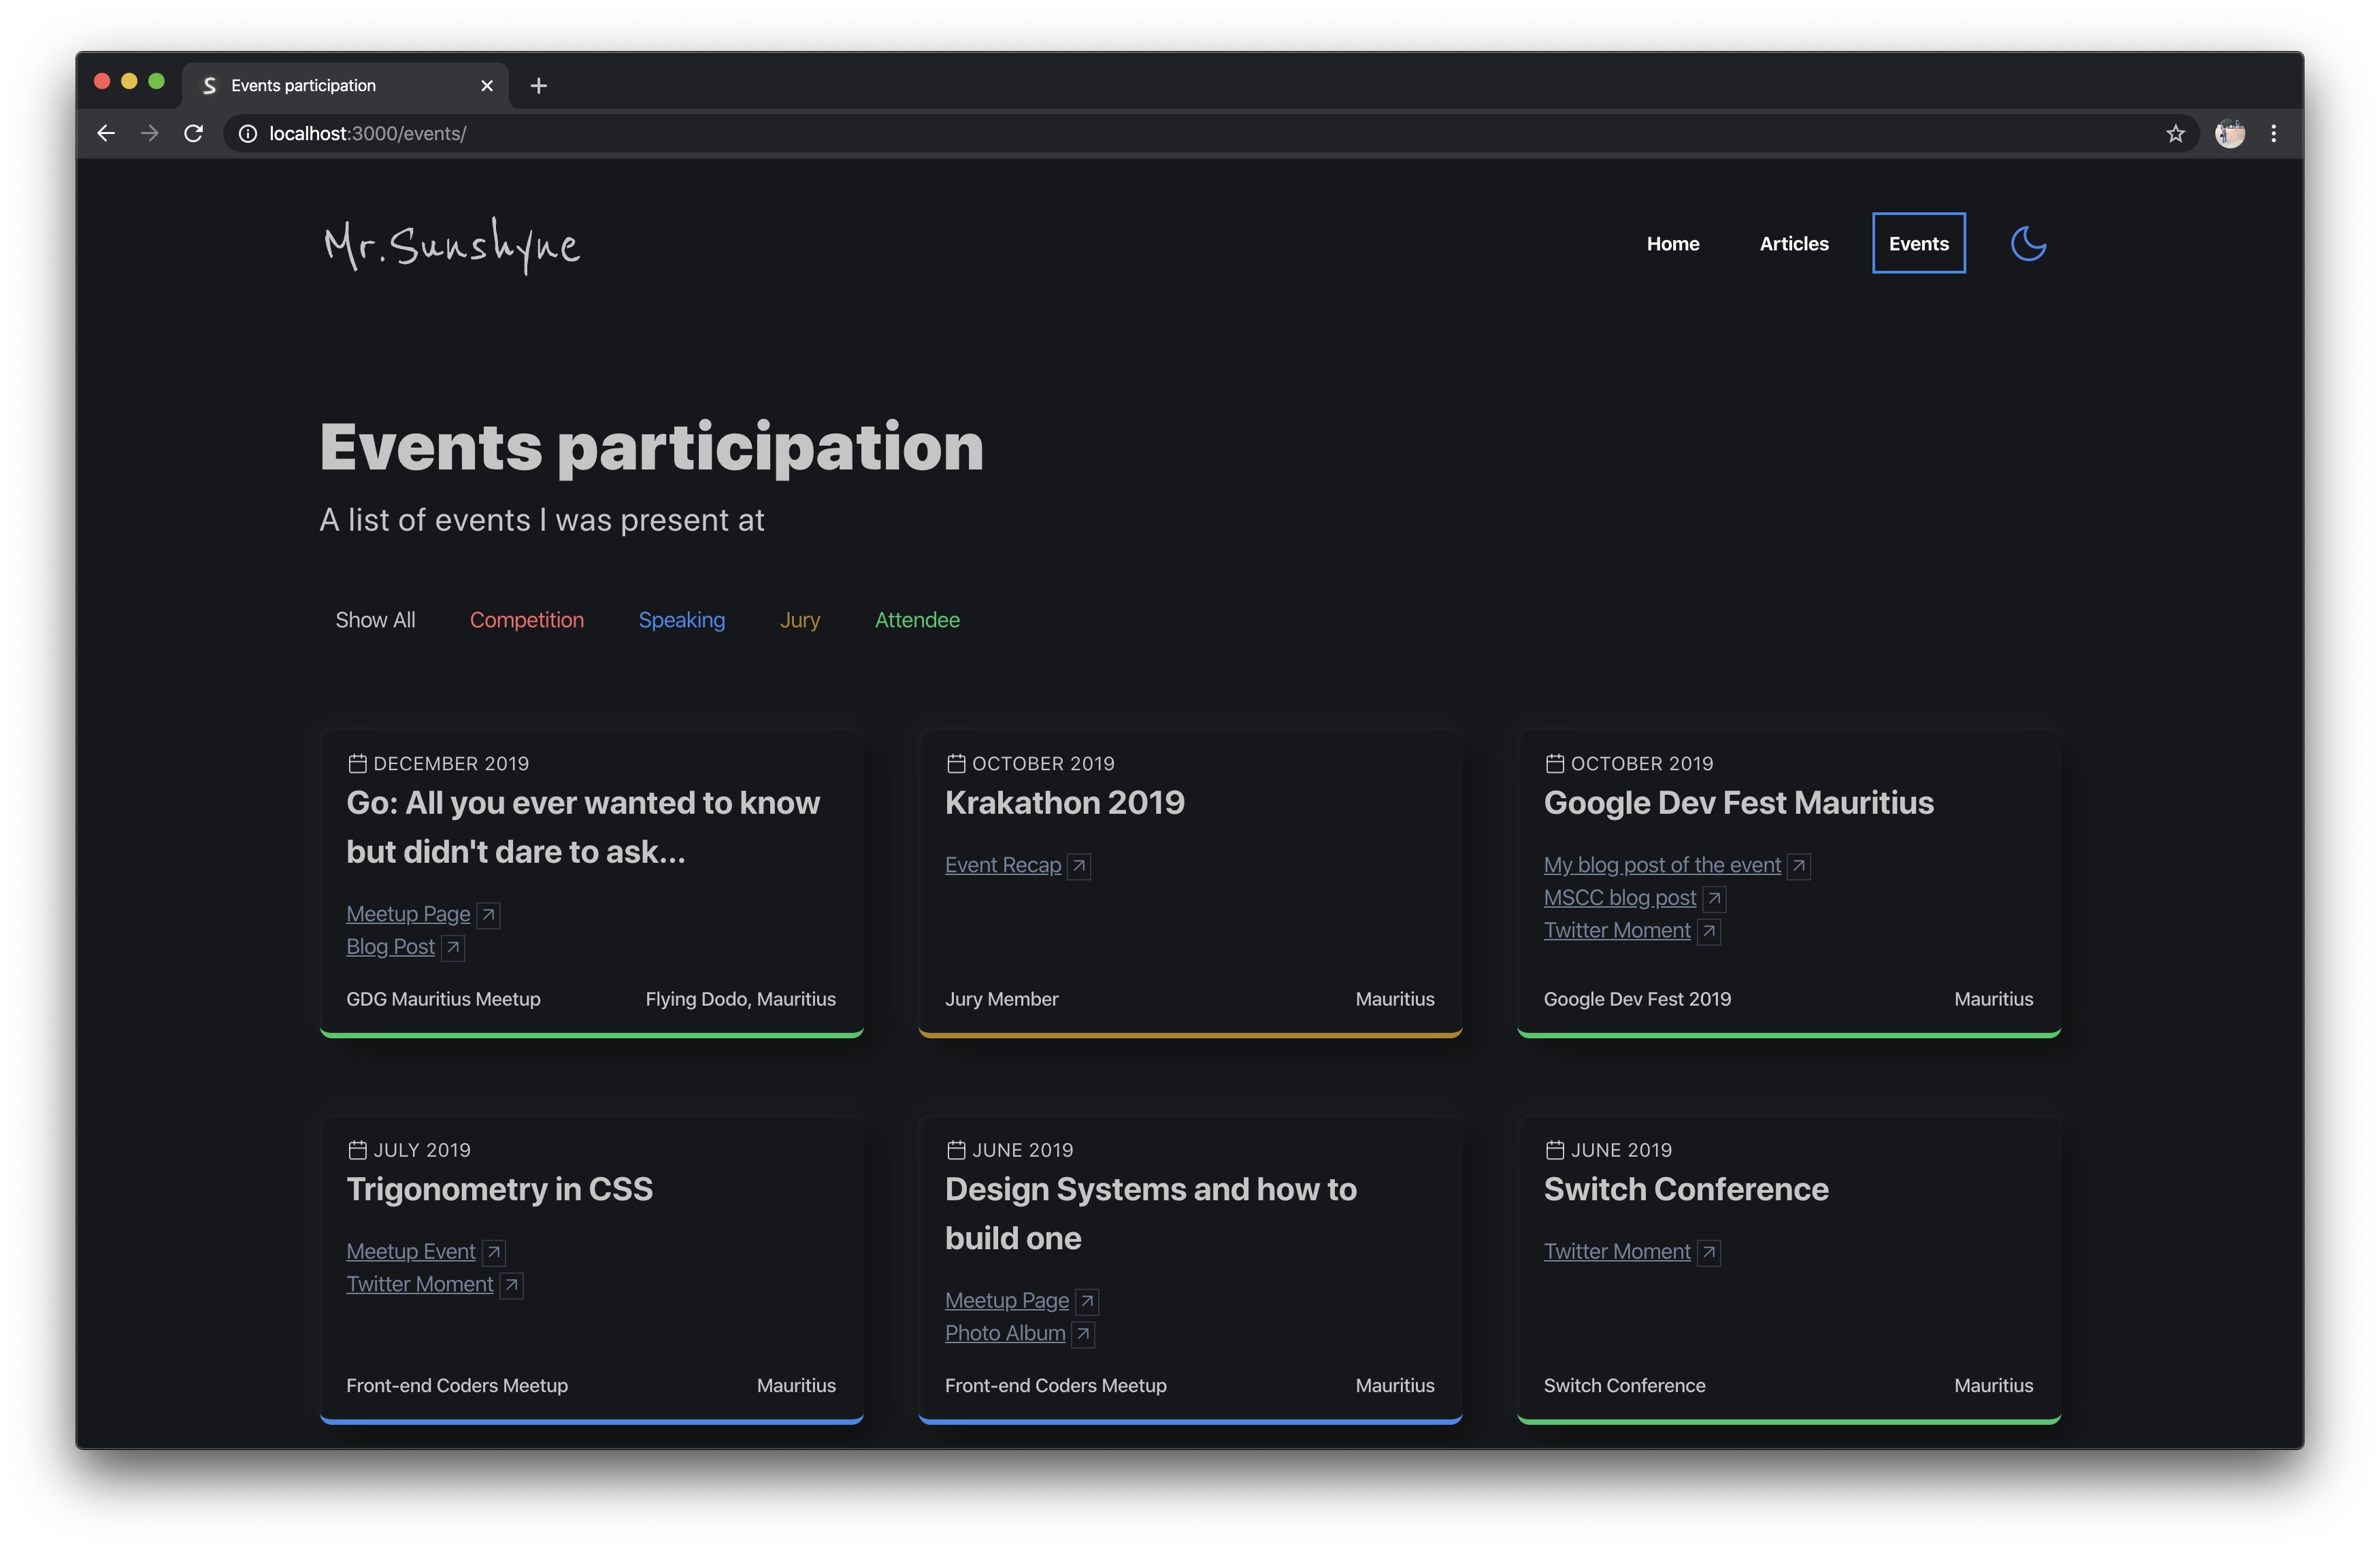 Events participation
localhost:3000/events/
Mr.Sunshyne
Home
Articles
Events
Events participation
A list of events I was present at
Show All
Competition
Speaking
Jury
Attendee
DECEMBER 2019
Go: All you ever wanted to know
but didn't dare to ask...
Meetup Page
Blog Post
GDG Mauritius Meetup
Flying Dodo, Mauritius
OCTOBER 2019
Krakathon 2019
Event Recap
Jury Member
Mauritius
OCTOBER 2019
Google Dev Fest Mauritius
My blog post of the event
MSCC blog post
Twitter Moment
Google Dev Fest 2019
Mauritius
JULY 2019
Trigonometry in CSS
Meetup Event
Twitter Moment
Front-end Coders Meetup
Mauritius
JUNE 2019
Design Systems and how to
build one
Meetup Page
Photo Album
Front-end Coders Meetup
Mauritius
JUNE 2019
Switch Conference
Twitter Moment
Switch Conference
Mauritius